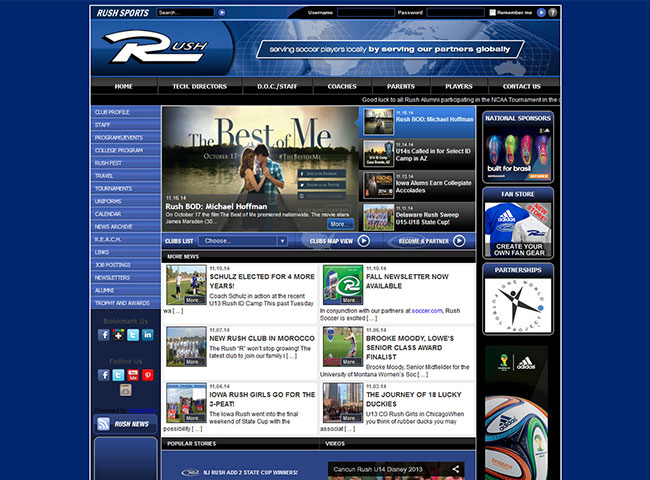 RUSH SPORTS
Search...
Username
Password
Remember me
?
RUSH
serving soccer players locally by serving our partners globally
HOME
TECH. DIRECTORS
D.O.C./STAFF
COACHES
PARENTS
PLAYERS
CONTACT US
Good luck to all Rush Alumni participating in the NCAA Tournament in the
CLUB PROFILE
STAFF
PROGRAMS/EVENTS
COLLEGE PROGRAM
RUSH FEST
TRAVEL
TOURNAMENTS
UNIFORMS
CALENDAR
NEWS ARCHIVE
R.E.A.C.H.
LINKS
JOB POSTINGS
NEWSLETTERS
ALUMNI
TROPHY AND AWARDS
Bookmark Us
Follow Us
You Tube
Powered by
RUSH NEWS
The Best of Me
OCTOBER 17
#TheBestOfMe
11.16.14
Rush BOD: Michael Hoffman
On October 17 the film The Best of Me premiered nationwide. The movie stars
James Marsden (30...
More...
11.16.14
Rush BOD: Michael Hoffman
11.14.14
U14s Called in for Select ID
Camp in AZ
11.14.14
Iowa Alums Earn Collegiate
Accolades
11.14.14
Delaware Rush Sweep
U15-U18 State Cup!
CLUBS LIST
Choose...
CLUBS MAP VIEW
BECOME A PARTNER
MORE NEWS
11.10.14
SCHULZ ELECTED FOR 4 MORE
YEARS!
Coach Schulz in action at the recent
U13 Rush ID Camp This past Tuesday
wa [ ... ]
More...
11.10.14
FALL NEWSLETTER NOW
AVAILABLE
In conjunction with our partners at soccer.com, Rush
Soccer is excited [ ... ]
More...
11.07.14
NEW RUSH CLUB IN MOROCCO
The Rush "R" won't stop growing! The
latest club to join our family i [ ... ]
More...
11.06.14
BROOKE MOODY, LOWE'S
SENIOR CLASS AWARD
FINALIST
Brooke Moody, Senior Midfielder for the
University of Montana Women's Soc [ ... ]
More...
11.04.14
IOWA RUSH GIRLS GO FOR THE
3-PEAT!
The Iowa Rush went into the final
weekend of State Cup with the
possibility [ ... ]
More...
11.03.14
THE JOURNEY OF 18 LUCKY
DUCKIES
U13 CO Rush Girls in ChicagoWhen
you think of rubber ducks you may
associat [ ... ]
More...
POPULAR STORIES
VIDEOS
NJ RUSH ADD 2 STATE CUP WINNERS!
Cancun Rush U14 Disney 2013
NATIONAL SPONSORS
built for brasil
FAN STORE
NEW STORE!
adidas
CREATE YOUR
OWN FAN GEAR
PARTNERSHIPS
adidas